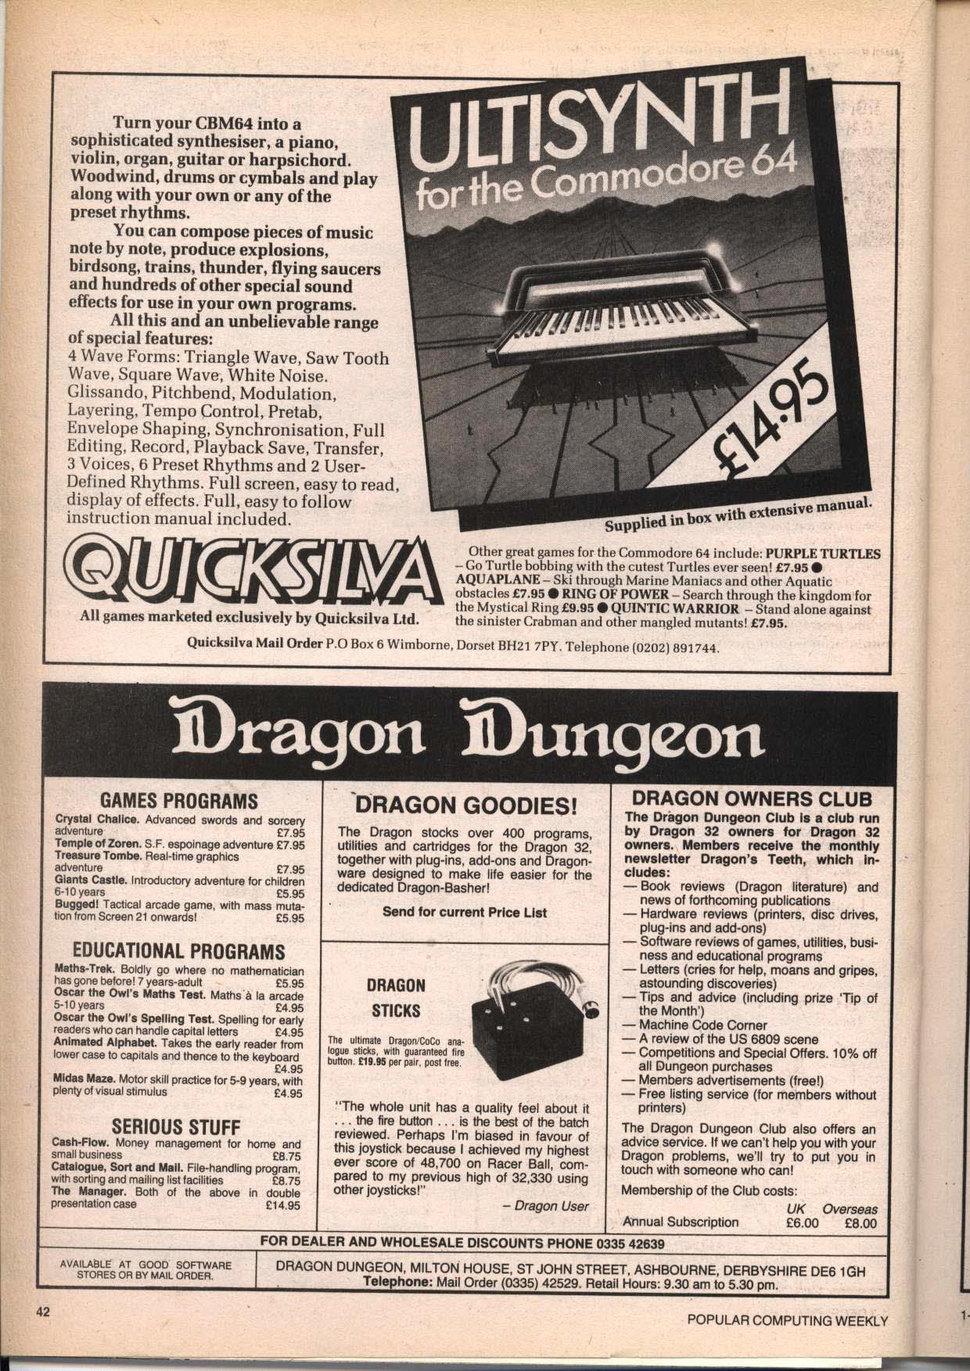 Turn your CBM64 into a
sophisticated synthesiser, a piano,
violin, organ, guitar or harpsichord.
Woodwind, drums or cymbals and play
along with your own or any of the
preset rhythms.
You can compose pieces of music
note by note, produce explosions,
birdsong, trains, thunder, flying saucers
and hundreds of other special sound
effects for use in your own programs.
All this and an unbelievable range
of special features:
4 Wave Forms: Triangle Wave, Saw Tooth
Wave, Square Wave, White Noise.
Glissando, Pitchbend, Modulation,
Layering, Tempo Control, Pretab,
Envelope Shaping, Synchronisation, Full
Editing, Record, Playback Save, Transfer,
3 Voices, 6 Preset Rhythms and 2 User-
Defined Rhythms. Full screen, easy to read,
display of effects. Full, easy to follow
instruction manual included.
ULTISYNTH
for the Commodore 64
£14·95
Supplied in box with extensive manual.
QUICKSILVA
All games marketed exclusively by Quicksilva Ltd.
Other great games for the Commodore 64 include: PURPLE TURTLES
– Go Turtle bobbing with the cutest Turtles ever seen! £7.95 ●
AQUAPLANE – Ski through Marine Maniacs and other Aquatic
obstacles £7.95 ● RING OF POWER – Search through the kingdom for
the Mystical Ring £9.95 ● QUINTIC WARRIOR – Stand alone against
the sinister Crabman and other mangled mutants! £7.95.
Quicksilva Mail Order P.O Box 6 Wimborne, Dorset BH21 7PY. Telephone (0202) 891744.
Dragon Dungeon
GAMES PROGRAMS
Crystal Chalice. Advanced swords and sorcery
adventure £7.95
Temple of Zoren. S.F. espoinage adventure £7.95
Treasure Tombe. Real-time graphics
adventure £7.95
Giants Castle. Introductory adventure for children
6-10 years £5.95
Bugged! Tactical arcade game, with mass muta-
tion from Screen 21 onwards! £5.95
EDUCATIONAL PROGRAMS
Maths-Trek. Boldly go where no mathematician
has gone before! 7 years-adult £5.95
Oscar the Owl's Maths Test. Maths à la arcade
5-10 years £4.95
Oscar the Owl's Spelling Test. Spelling for early
readers who can handle capital letters £4.95
Animated Alphabet. Takes the early reader from
lower case to capitals and thence to the keyboard
£4.95
Midas Maze. Motor skill practice for 5-9 years, with
plenty of visual stimulus £4.95
SERIOUS STUFF
Cash-Flow. Money management for home and
small business £8.75
Catalogue, Sort and Mail. File-handling program,
with sorting and mailing list facilities £8.75
The Manager. Both of the above in double
presentation case £14.95
DRAGON GOODIES!
The Dragon stocks over 400 programs,
utilities and cartridges for the Dragon 32,
together with plug-ins, add-ons and Dragon-
ware designed to make life easier for the
dedicated Dragon-Basher!
Send for current Price List
DRAGON
STICKS
The ultimate Dragon/CoCo ana-
logue sticks, with guaranteed fire
button. £19.95 per pair, post free.
"The whole unit has a quality feel about it
. . . the fire button . . . is the best of the batch
reviewed. Perhaps I'm biased in favour of
this joystick because I achieved my highest
ever score of 48,700 on Racer Ball, com-
pared to my previous high of 32,330 using
other joysticks!"
– Dragon User
DRAGON OWNERS CLUB
The Dragon Dungeon Club is a club run
by Dragon 32 owners for Dragon 32
owners. Members receive the monthly
newsletter Dragon's Teeth, which in-
cludes:
— Book reviews (Dragon literature) and
news of forthcoming publications
— Hardware reviews (printers, disc drives,
plug-ins and add-ons)
— Software reviews of games, utilities, busi-
ness and educational programs
— Letters (cries for help, moans and gripes,
astounding discoveries)
— Tips and advice (including prize 'Tip of
the Month')
— Machine Code Corner
— A review of the US 6809 scene
— Competitions and Special Offers. 10% off
all Dungeon purchases
— Members advertisements (free!)
— Free listing service (for members without
printers)
The Dragon Dungeon Club also offers an
advice service. If we can't help you with your
Dragon problems, we'll try to put you in
touch with someone who can!
Membership of the Club costs:
UK Overseas
Annual Subscription £6.00 £8.00
FOR DEALER AND WHOLESALE DISCOUNTS PHONE 0335 42639
AVAILABLE AT GOOD SOFTWARE
STORES OR BY MAIL ORDER.
DRAGON DUNGEON, MILTON HOUSE, ST JOHN STREET, ASHBOURNE, DERBYSHIRE DE6 1GH
Telephone: Mail Order (0335) 42529. Retail Hours: 9.30 am to 5.30 pm.
42
POPULAR COMPUTING WEEKLY